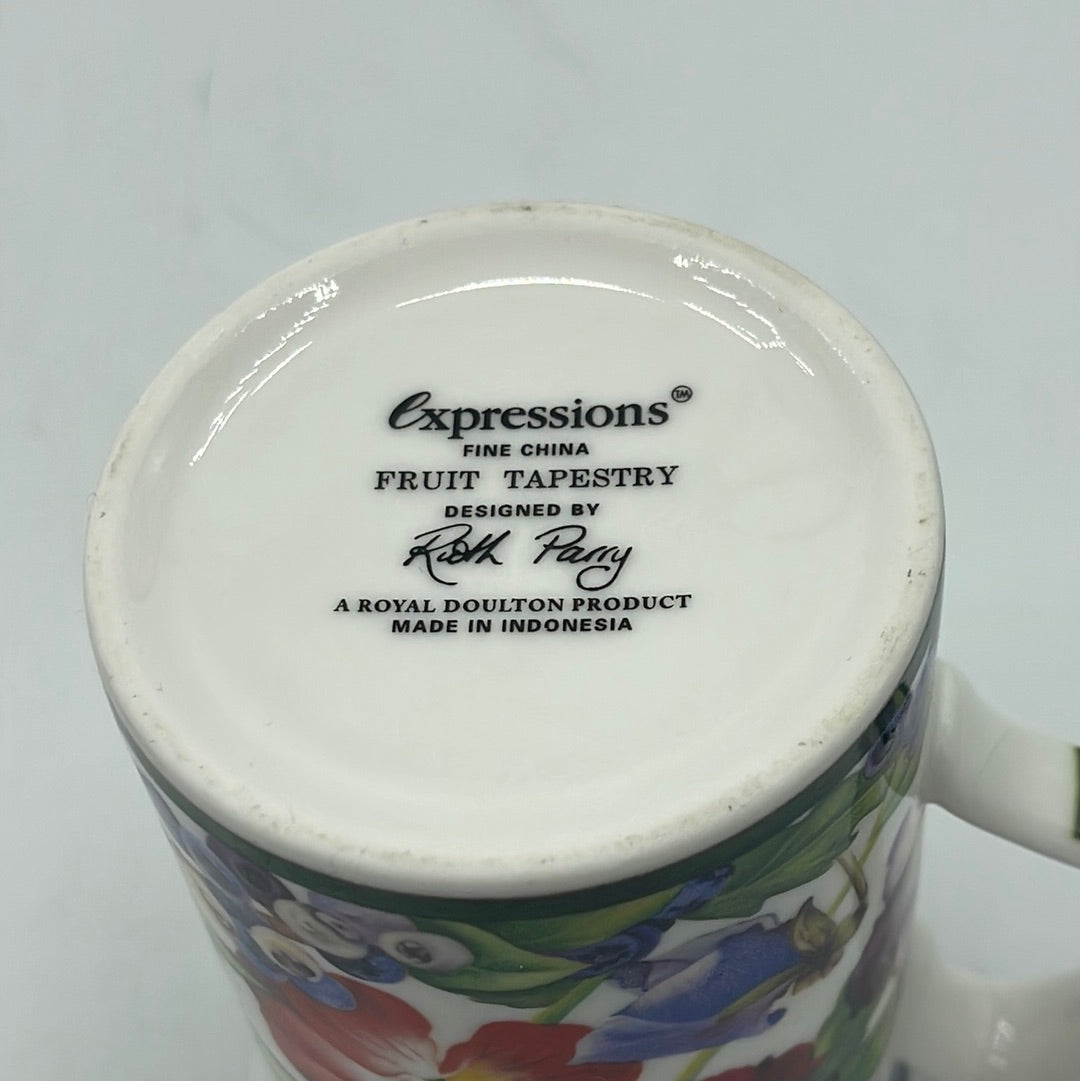 expressions™
FINE CHINA
FRUIT TAPESTRY
DESIGNED BY
Ruth Parry
A ROYAL DOULTON PRODUCT
MADE IN INDONESIA